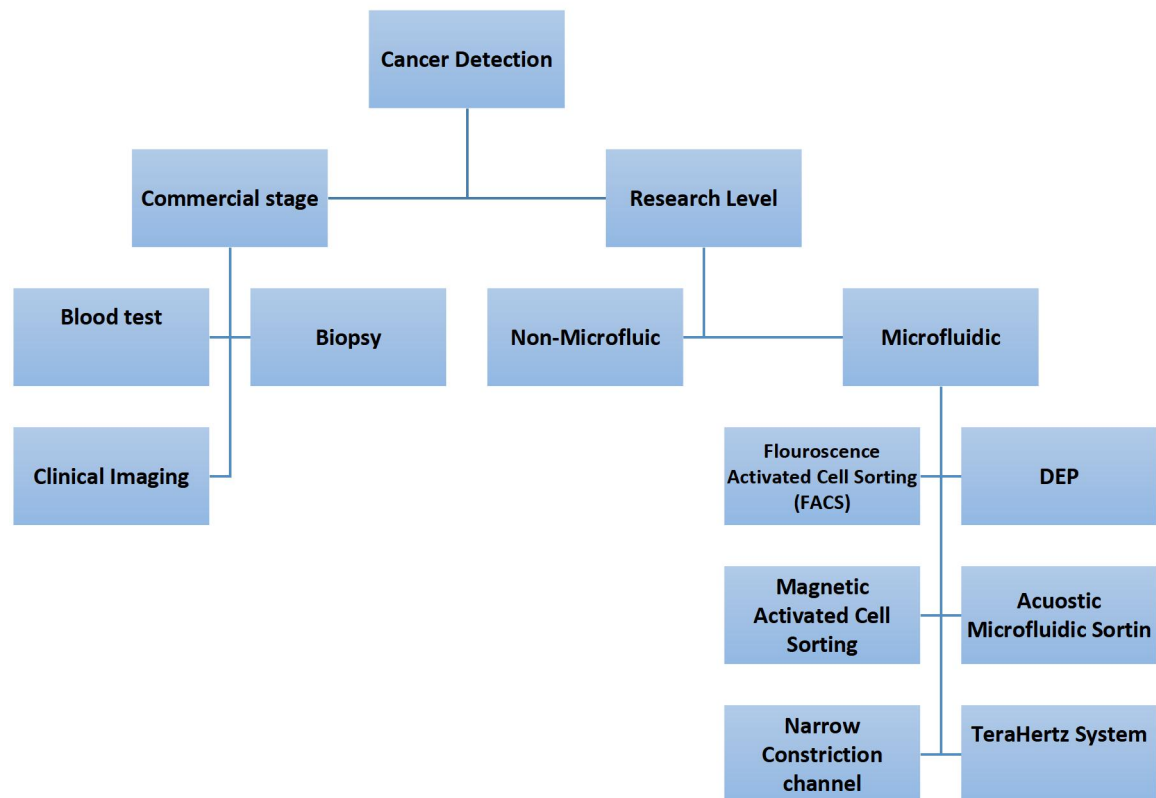 Cancer Detection
Commercial stage
Research Level
Blood test
Biopsy
Non-Microfluic
Microfluidic
Clinical Imaging
Flouroscence
Activated Cell Sorting
(FACS)
DEP
Magnetic
Activated Cell
Sorting
Acuostic
Microfluidic Sortin
Narrow
Constriction
channel
TeraHertz System